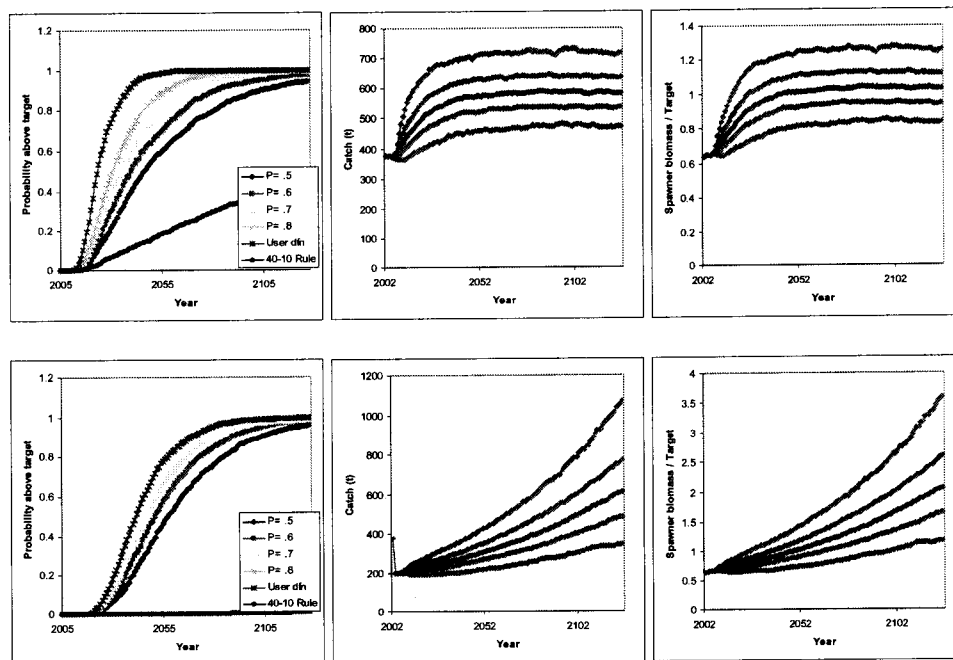 Probability above target
1.2
1
0.8
0.6
0.4
0.2
0
2005
2055
2105
Year
P= .5
P= .6
P= .7
P= .8
User dfn
40-10 Rule
Catch (t)
800
700
600
500
400
300
200
100
0
2002
2052
2102
Year
Spawner biomass / Target
1.4
1.2
1
0.8
0.6
0.4
0.2
0
2002
2052
2102
Year
Probability above target
1.2
1
0.8
0.6
0.4
0.2
0
2005
2055
2105
Year
P= .5
P= .6
P= .7
P= .8
User dfn
40-10 Rule
Catch (t)
1200
1000
800
600
400
200
0
2002
2052
2102
Year
Spawner biomass / Target
4
3.5
3
2.5
2
1.5
1
0.5
0
2002
2052
2102
Year